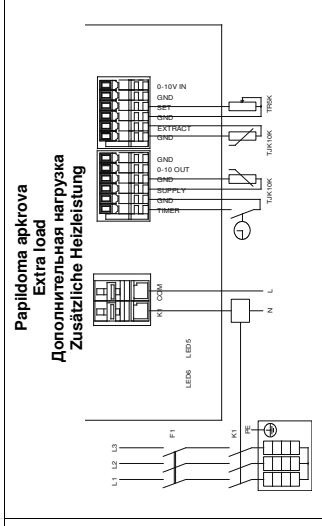 Papildoma apkrova
Extra load
Дополнительная нагрузка
Zusätzliche Heizleistung
0-10V IN
GND
SET
GND
EXTRACT
GND
TR5K
TJK10K
GND
0-10 OUT
GND
SUPPLY
GND
TIMER
TJK10K
K1
COM
LED6
LED5
N
L
L1
L2
L3
F1
K1
PE